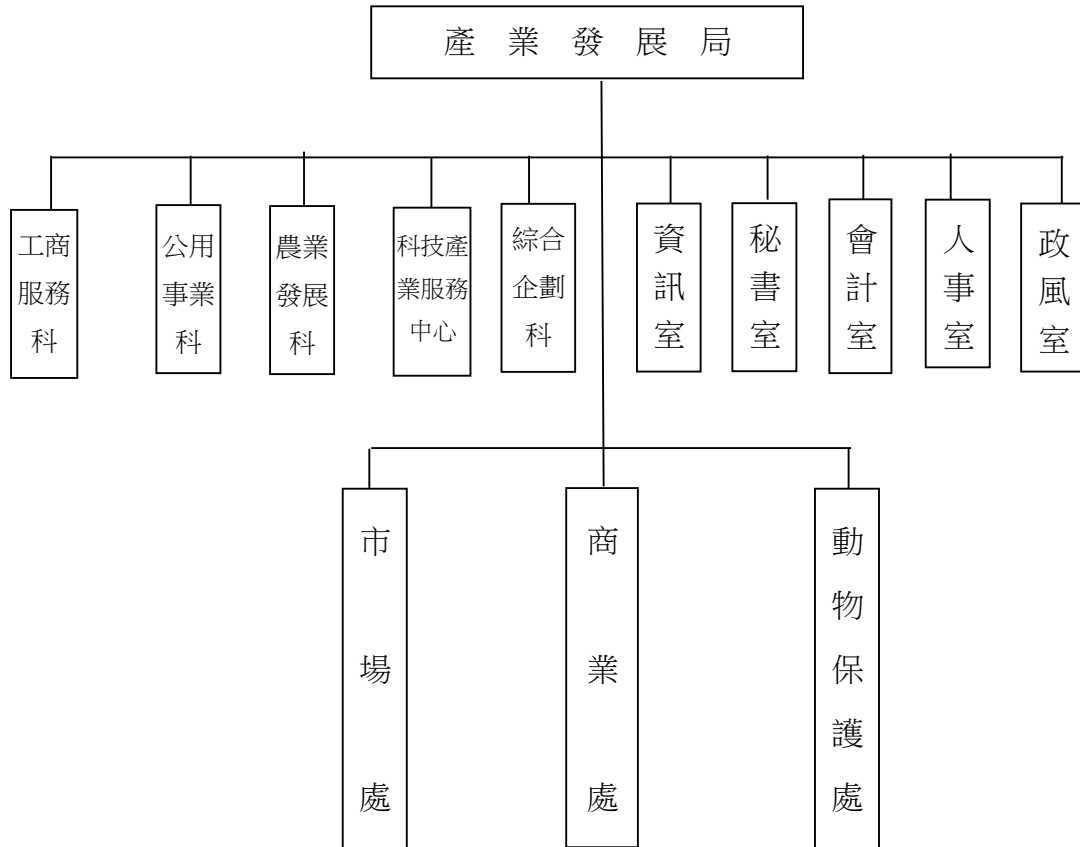 產業發展局
工商
服務
科
公用
事業
科
農業
發展
科
科技產
業服務
中心
綜合
企劃
科
資訊室
秘書室
會計室
人事室
政風室
市場處
商業處
動物保護處